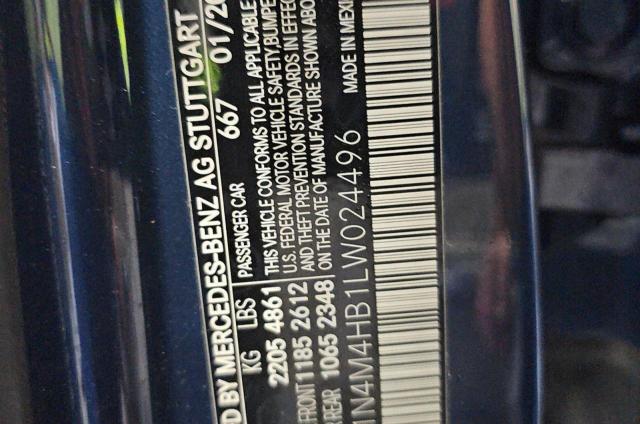 D BY MERCEDES-BENZ AG STUTTGART
KG LBS PASSENGER CAR 667 01/20
2205 4861 THIS VEHICLE CONFORMS TO ALL APPLICABLE
FRONT 1185 2612 U.S. FEDERAL MOTOR VEHICLE SAFETY, BUMPE
REAR 1065 2348 AND THEFT PREVENTION STANDARDS IN EFFEC
ON THE DATE OF MANUFACTURE SHOWN ABO
1N4M4HB1LW024496 MADE IN MEXI